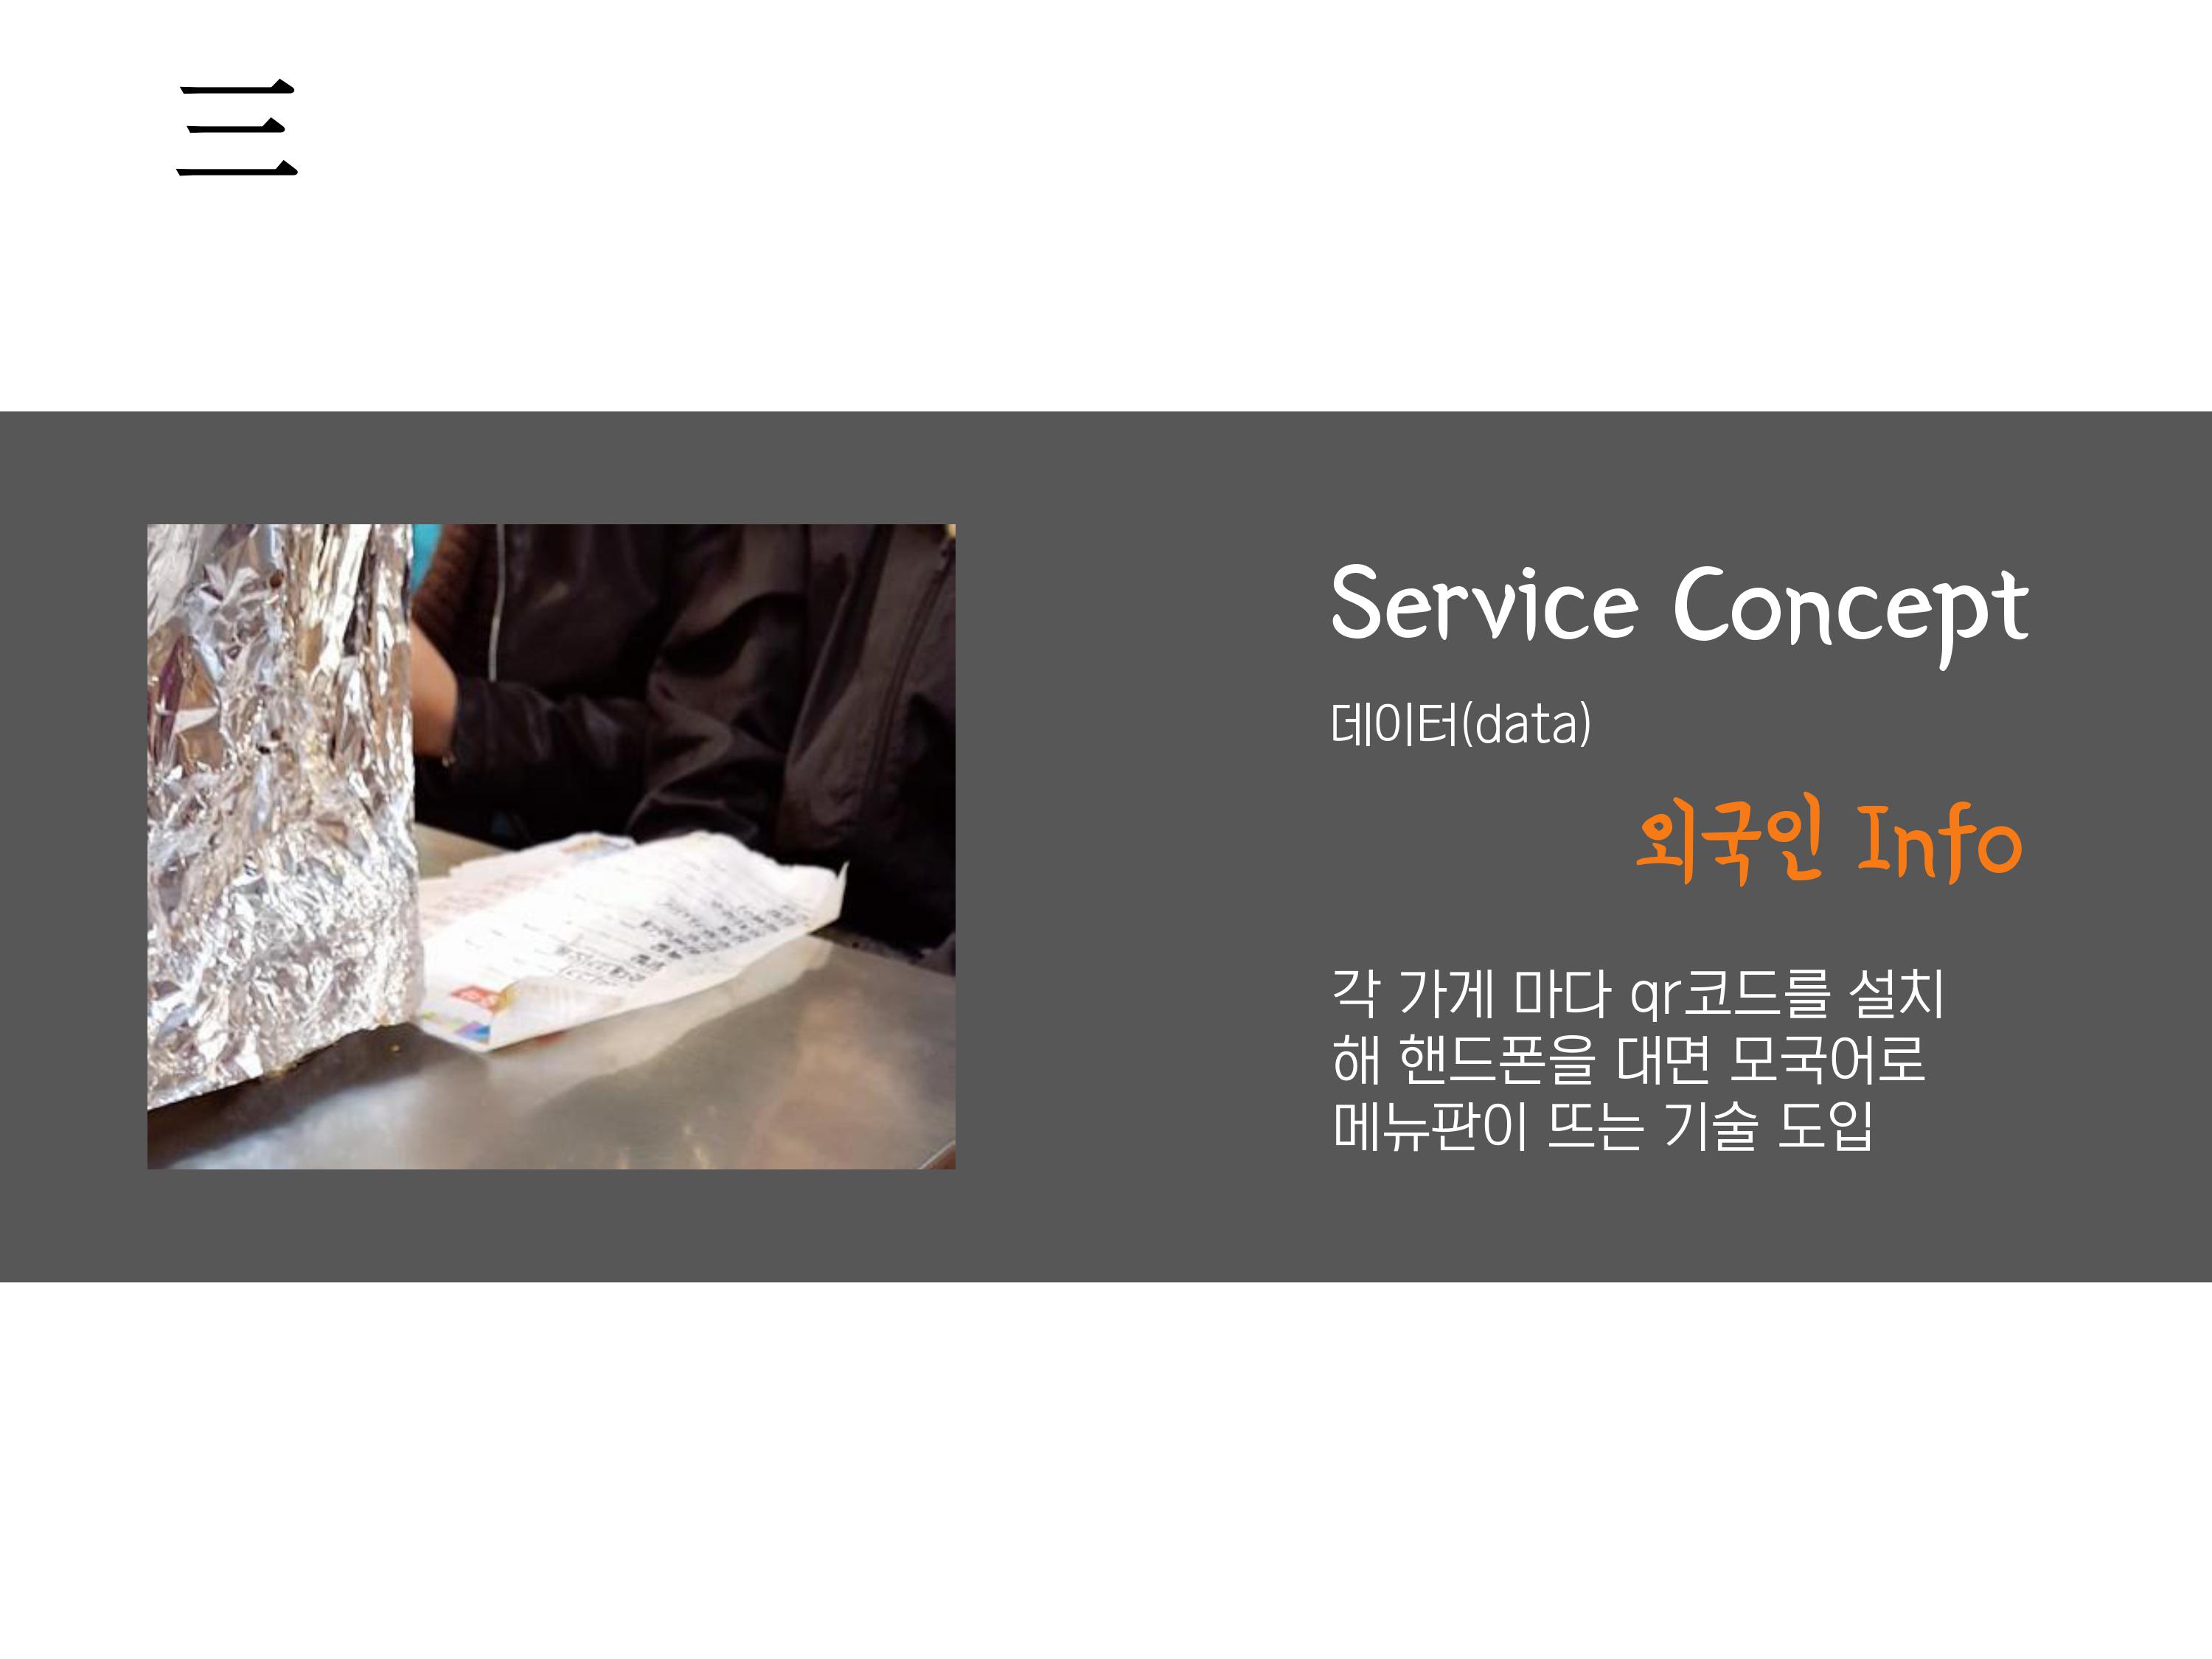 三
Service Concept
데이터(data)
외국인 Info
각 가게 마다 qr코드를 설치
해 핸드폰을 대면 모국어로
메뉴판이 뜨는 기술 도입